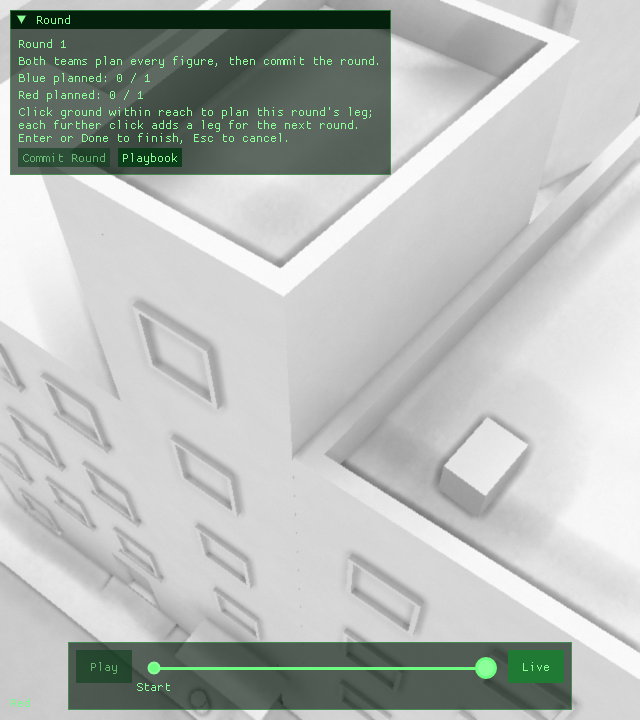 Round
Round 1
Both teams plan every figure, then commit the round.
Blue planned: 0 / 1
Red planned: 0 / 1
Click ground within reach to plan this round's leg;
each further click adds a leg for the next round.
Enter or Done to finish, Esc to cancel.
Commit Round Playbook
Play Live
Start